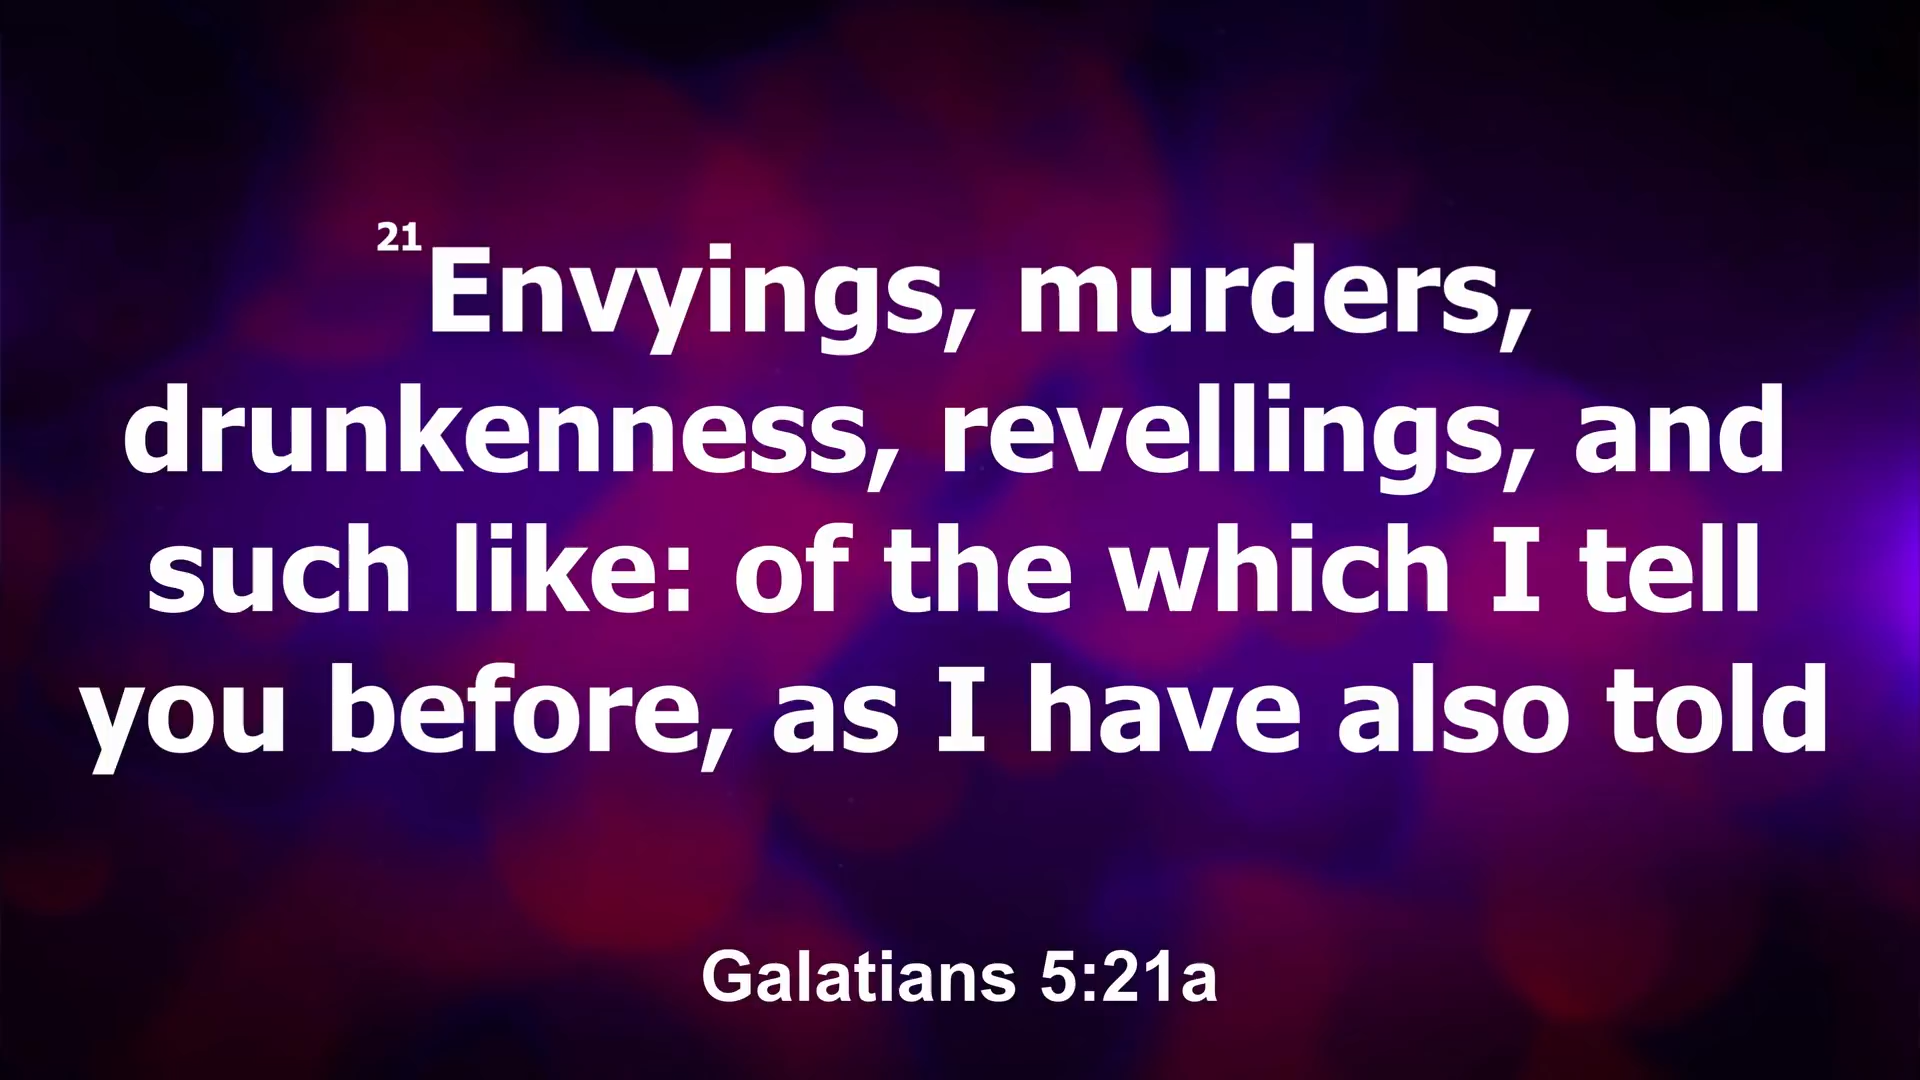 21 Envyings, murders,
drunkenness, revellings, and
such like: of the which I tell
you before, as I have also told
Galatians 5:21a